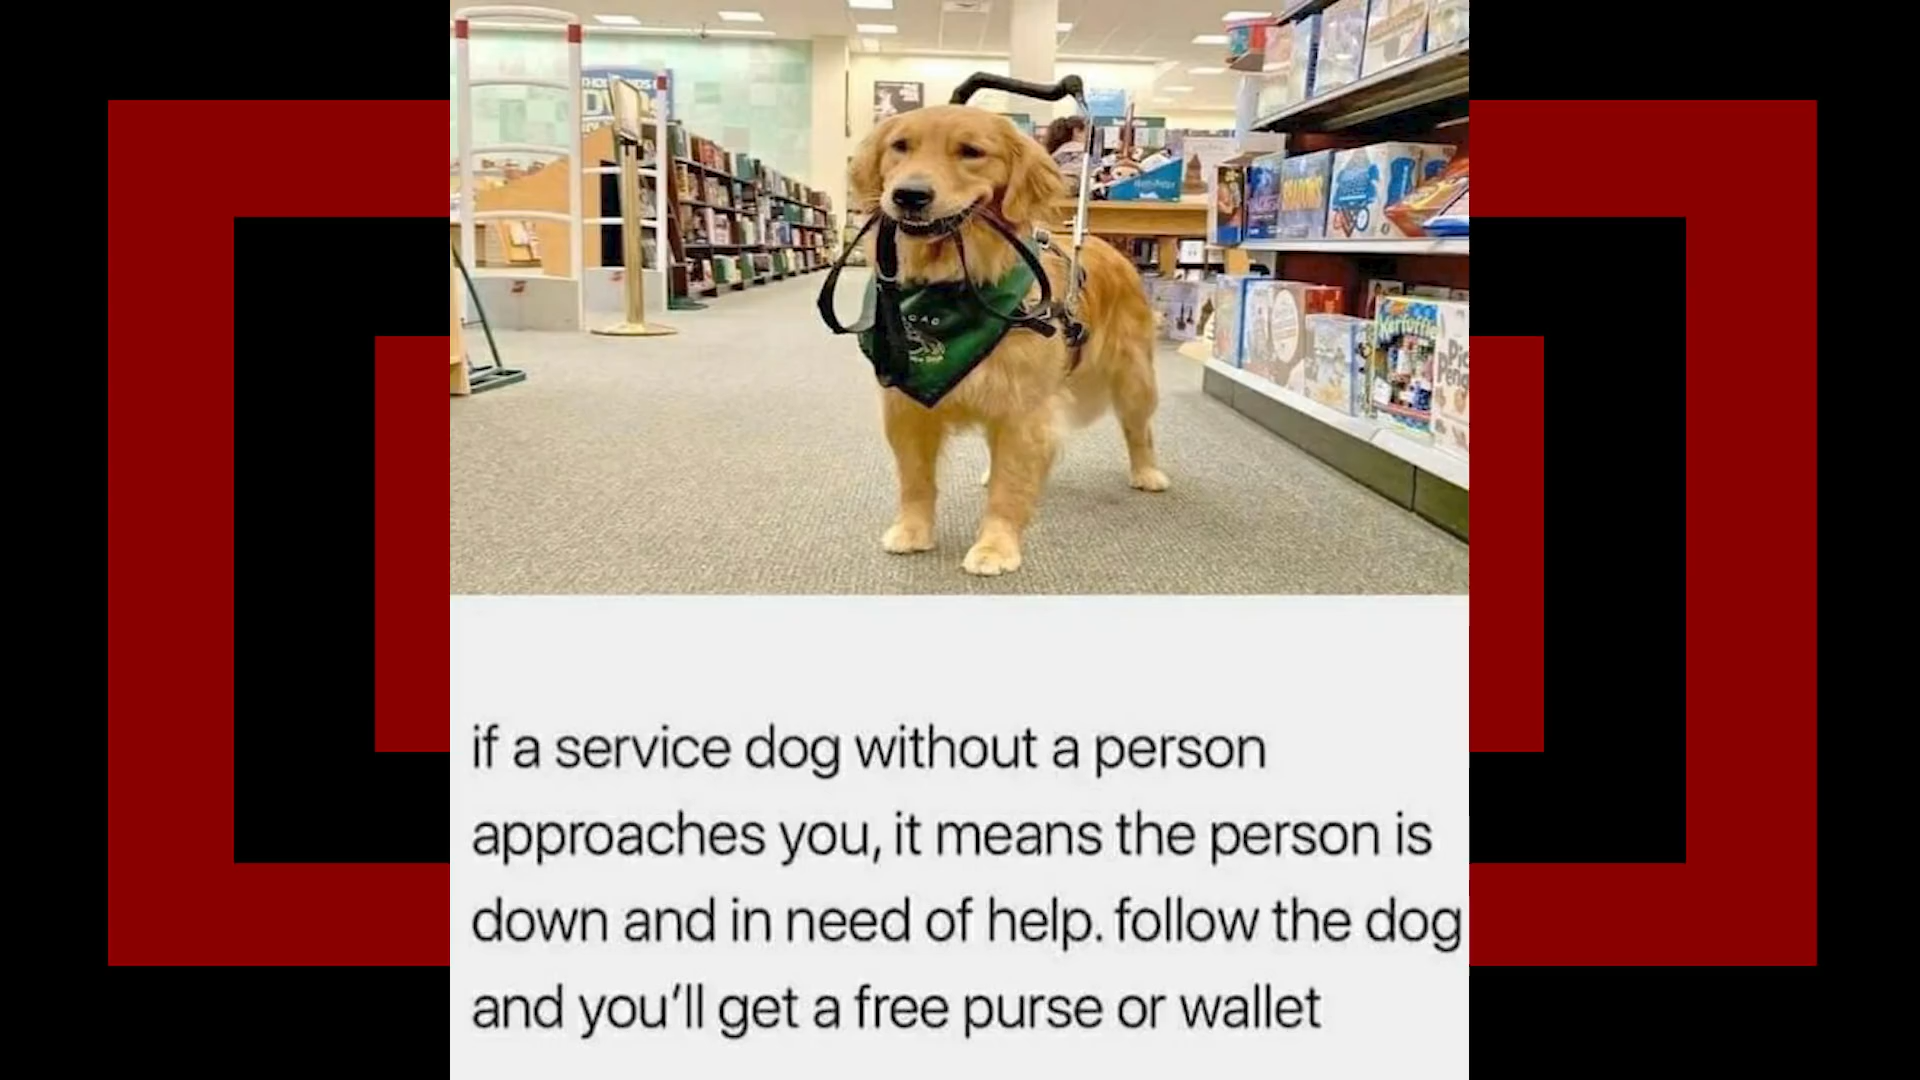 if a service dog without a person
approaches you, it means the person is
down and in need of help. follow the dog
and you'll get a free purse or wallet
Kerfuffle